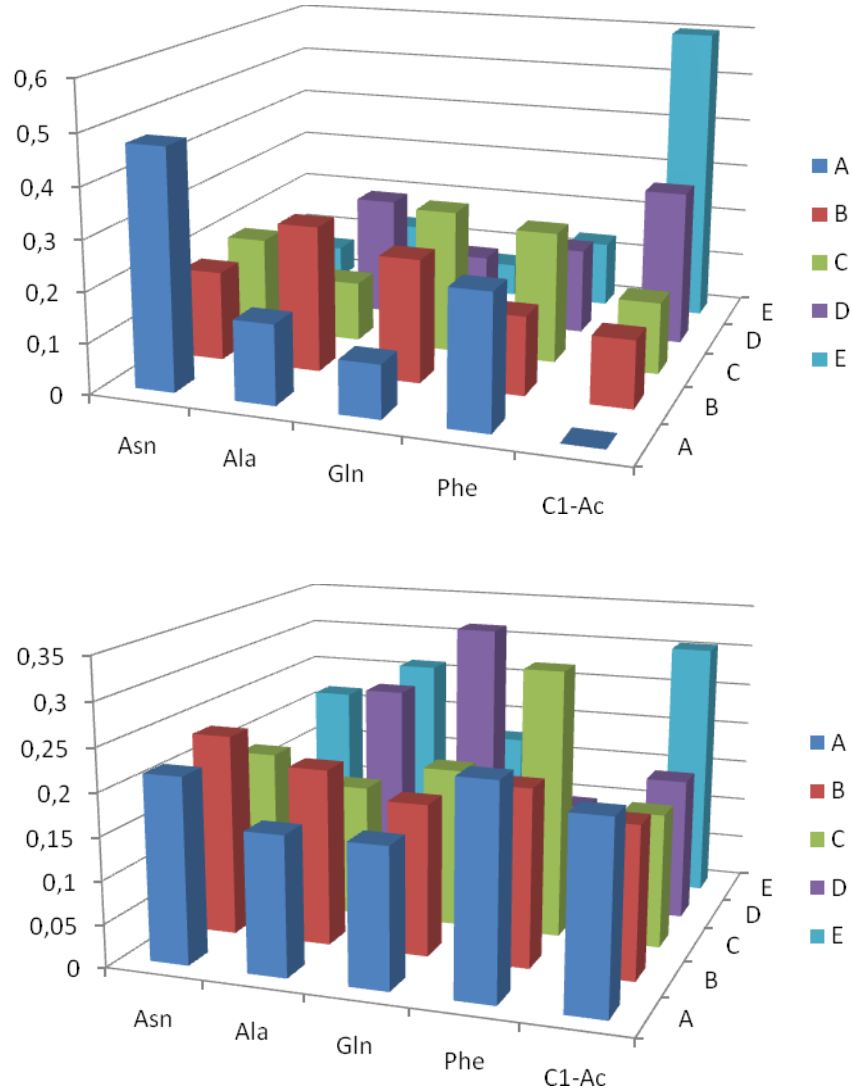 0,6
0,5
0,4
0,3
0,2
0,1
0
Asn
Ala
Gln
Phe
C1-Ac
A
B
C
D
E
A
B
C
D
E
0,35
0,3
0,25
0,2
0,15
0,1
0,05
0
Asn
Ala
Gln
Phe
C1-Ac
A
B
C
D
E
A
B
C
D
E